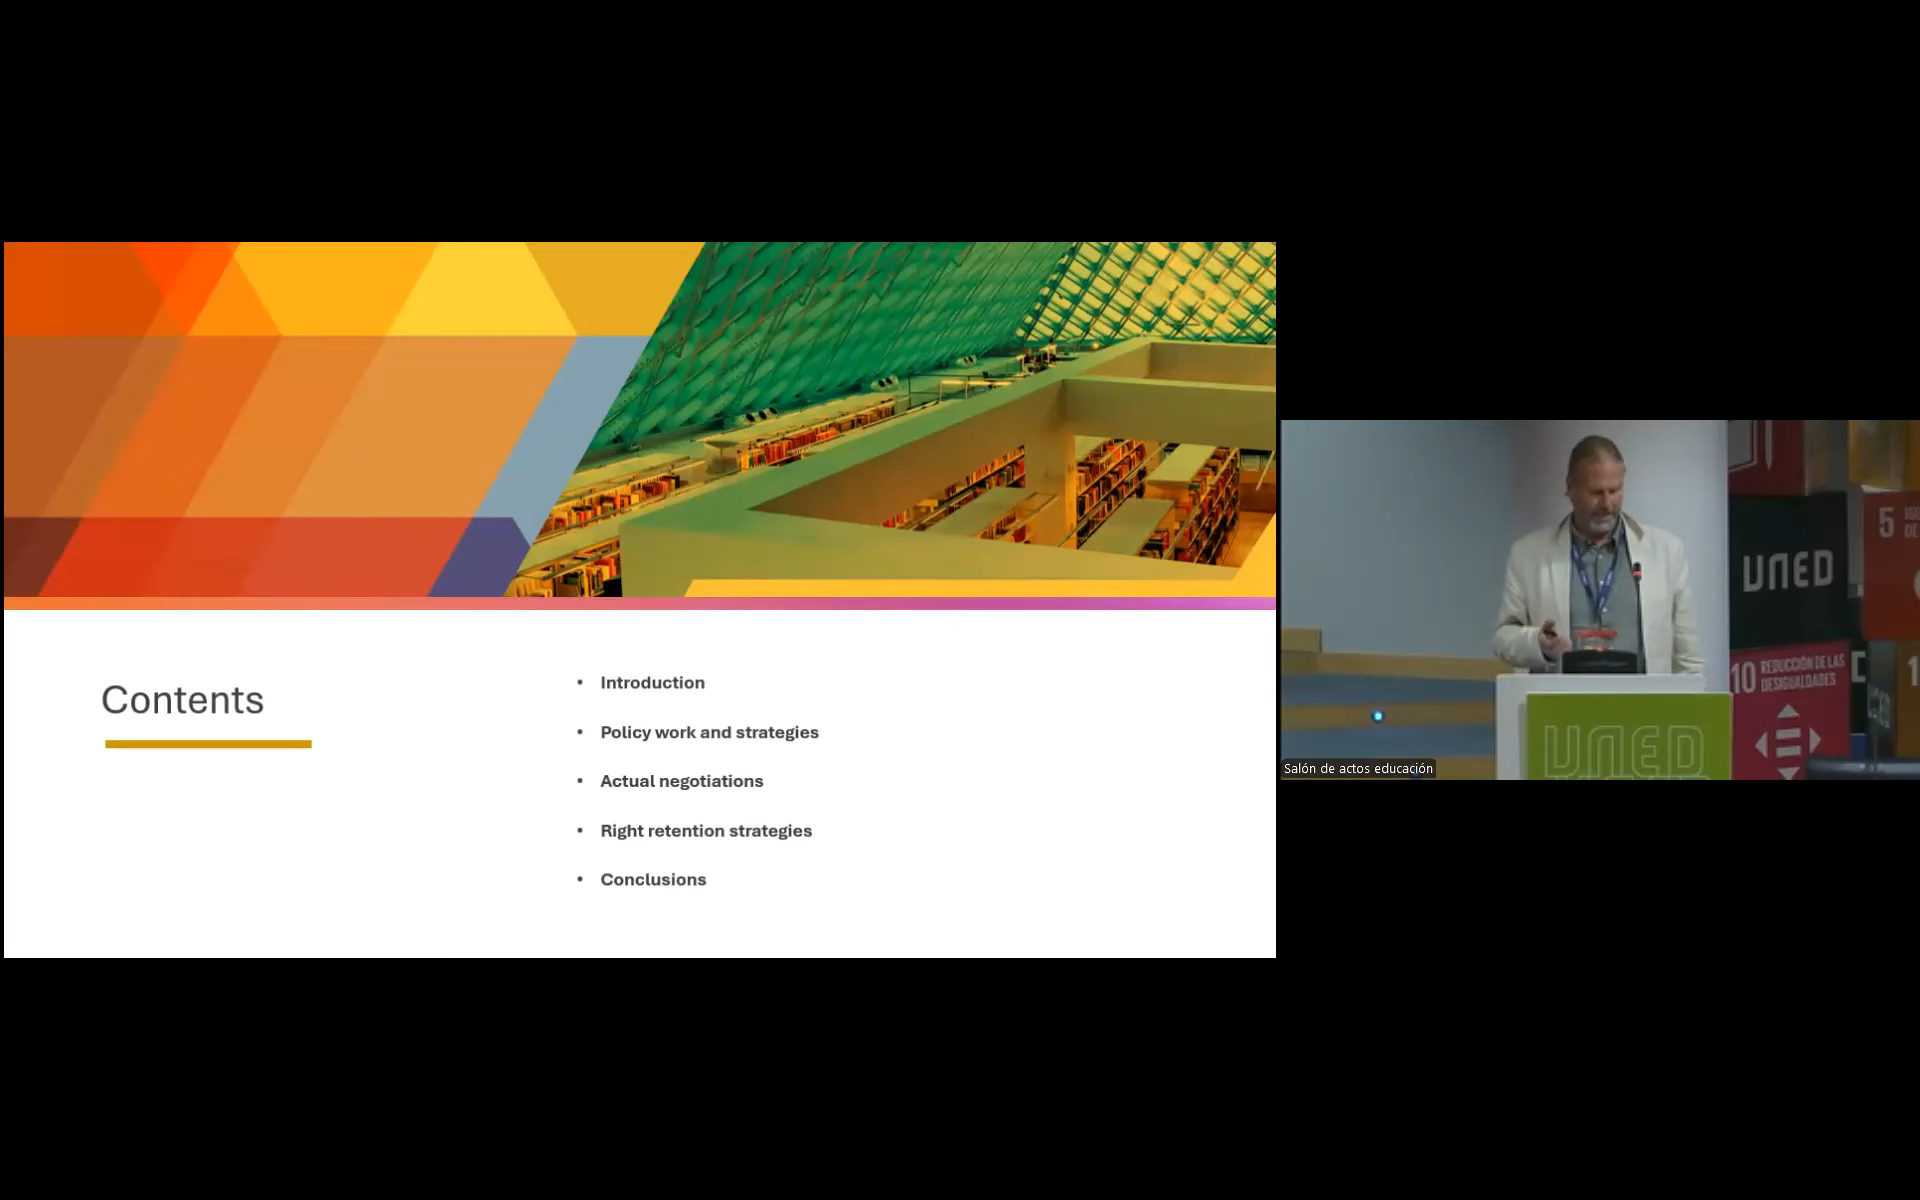 Contents
• Introduction
• Policy work and strategies
• Actual negotiations
• Right retention strategies
• Conclusions
UNED
5
10 REDUCCIÓN DE LAS
DESIGUALDADES
UNED
Salón de actos educación